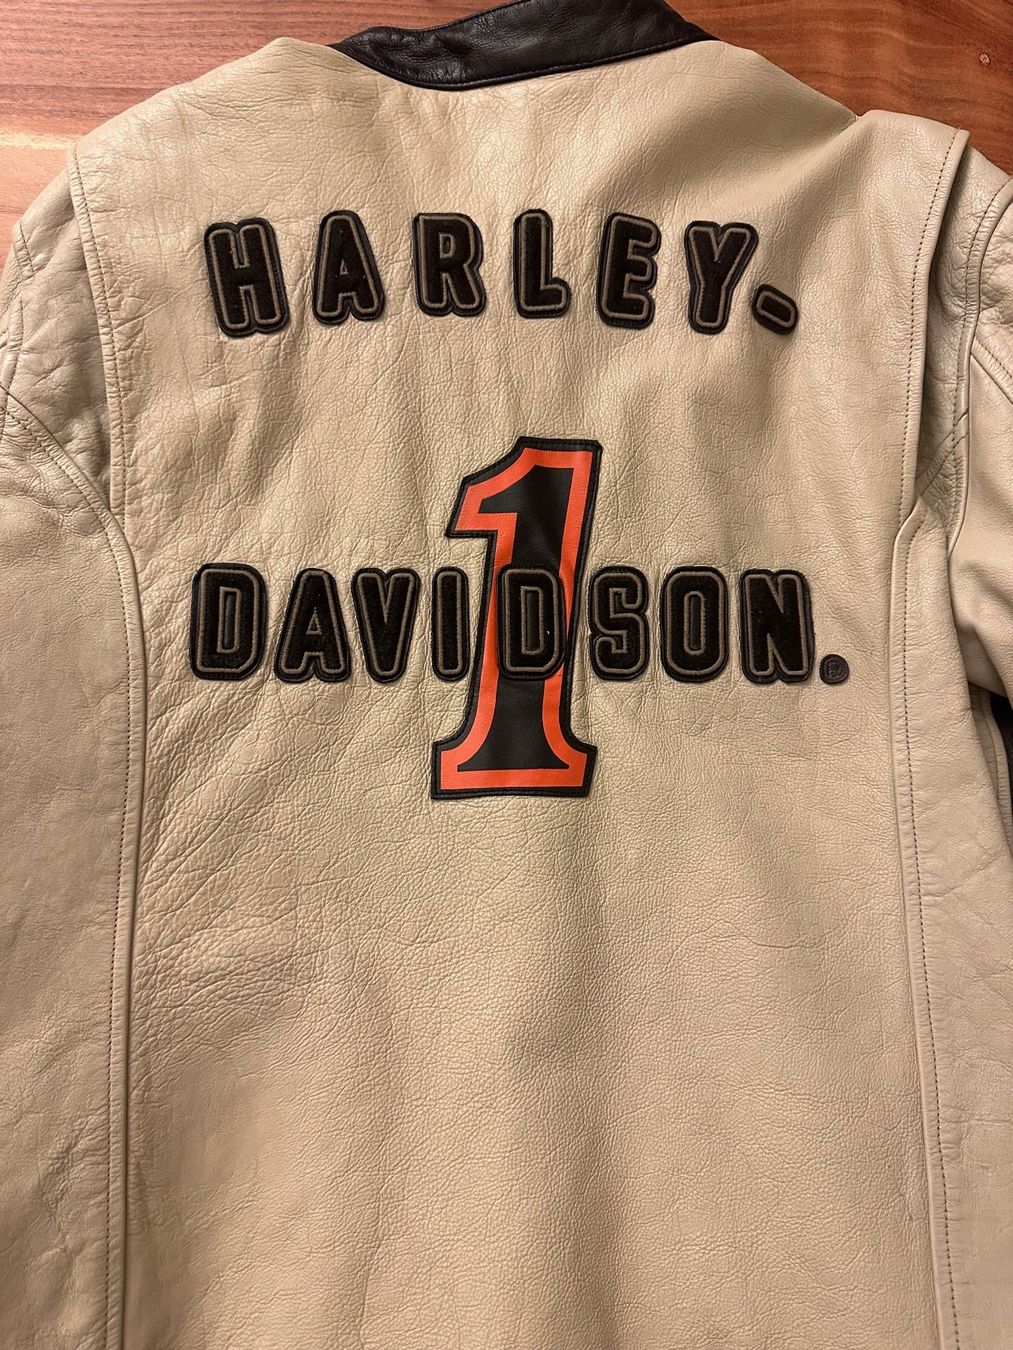 HARLEY-
1
DAVIDSON.